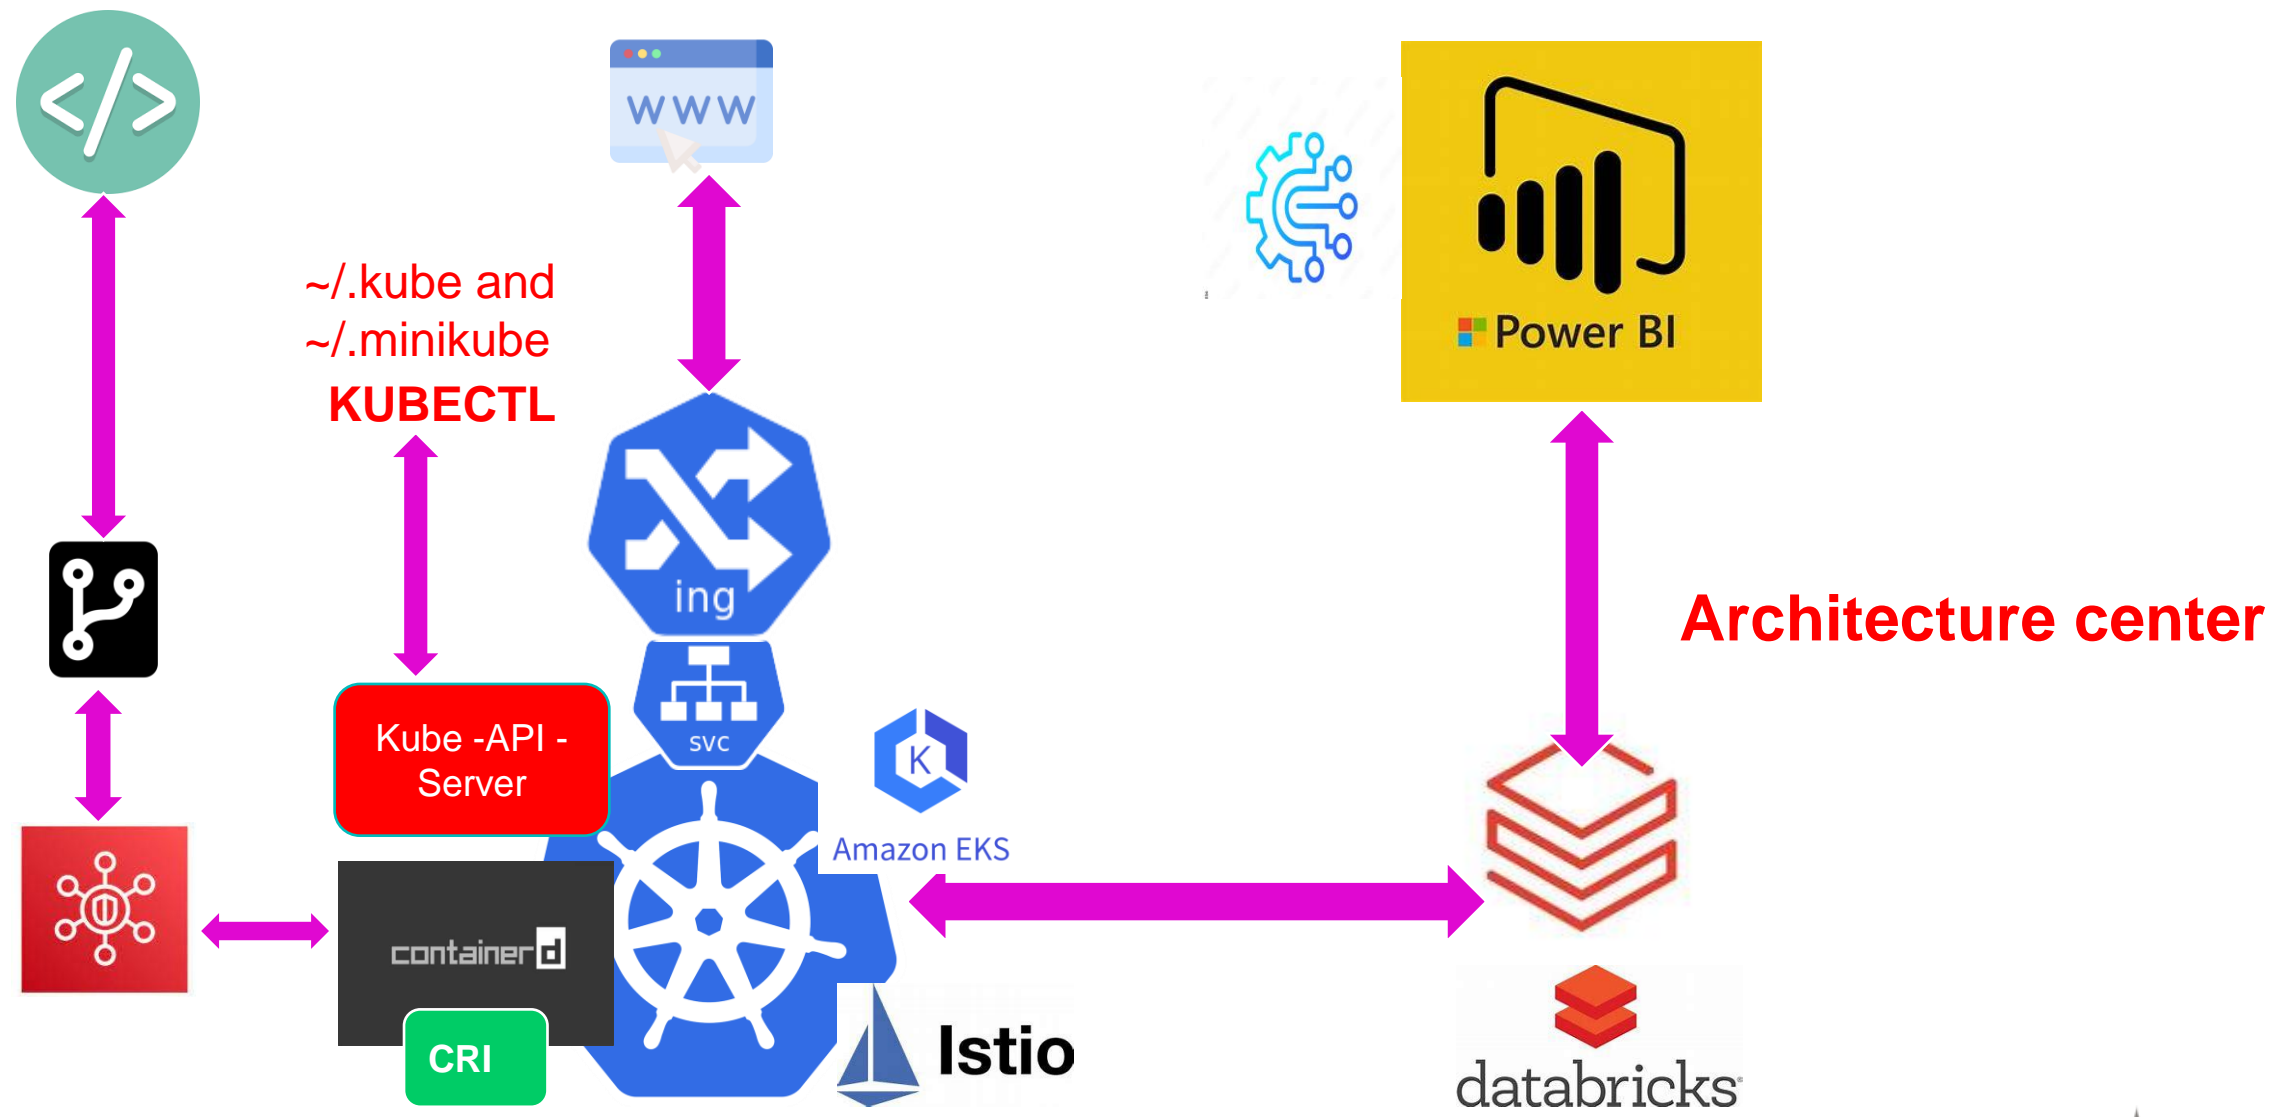 WWW
~/.kube and
~/.minikube
KUBECTL
ing
svc
Kube -API -
Server
containerd
CRI
K
Amazon EKS
Istio
Power BI
Architecture center
databricks